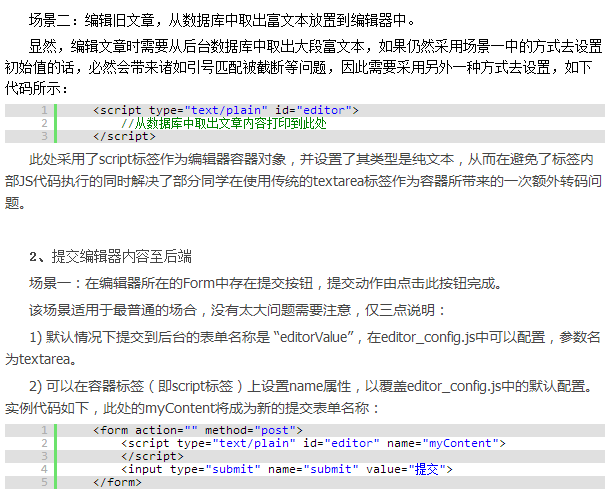 场景二：编辑旧文章，从数据库中取出富文本放置到编辑器中。
显然，编辑文章时需要从后台数据库中取出大段富文本，如果仍然采用场景一中的方式去设置
初始值的话，必然会带来诸如引号匹配被截断等问题，因此需要采用另外一种方式去设置，如下
代码所示：
1 <script type="text/plain" id="editor">
2 //从数据库中取出文章内容打印到此处
3 </script>
此处采用了script标签作为编辑器容器对象，并设置了其类型是纯文本，从而在避免了标签内
部JS代码执行的同时解决了部分同学在使用传统的textarea标签作为容器所带来的一次额外转码问
题。
2、提交编辑器内容至后端
场景一：在编辑器所在的Form中存在提交按钮，提交动作由点击此按钮完成。
该场景适用于最普通的场合，没有太大问题需要注意，仅三点说明：
1) 默认情况下提交到后台的表单名称是 “editorValue”，在editor_config.js中可以配置，参数名
为textarea。
2) 可以在容器标签（即script标签）上设置name属性，以覆盖editor_config.js中的默认配置。
实例代码如下，此处的myContent将成为新的提交表单名称：
1 <form action="" method="post">
2 <script type="text/plain" id="editor" name="myContent">
3 </script>
4 <input type="submit" name="submit" value="提交">
5 </form>